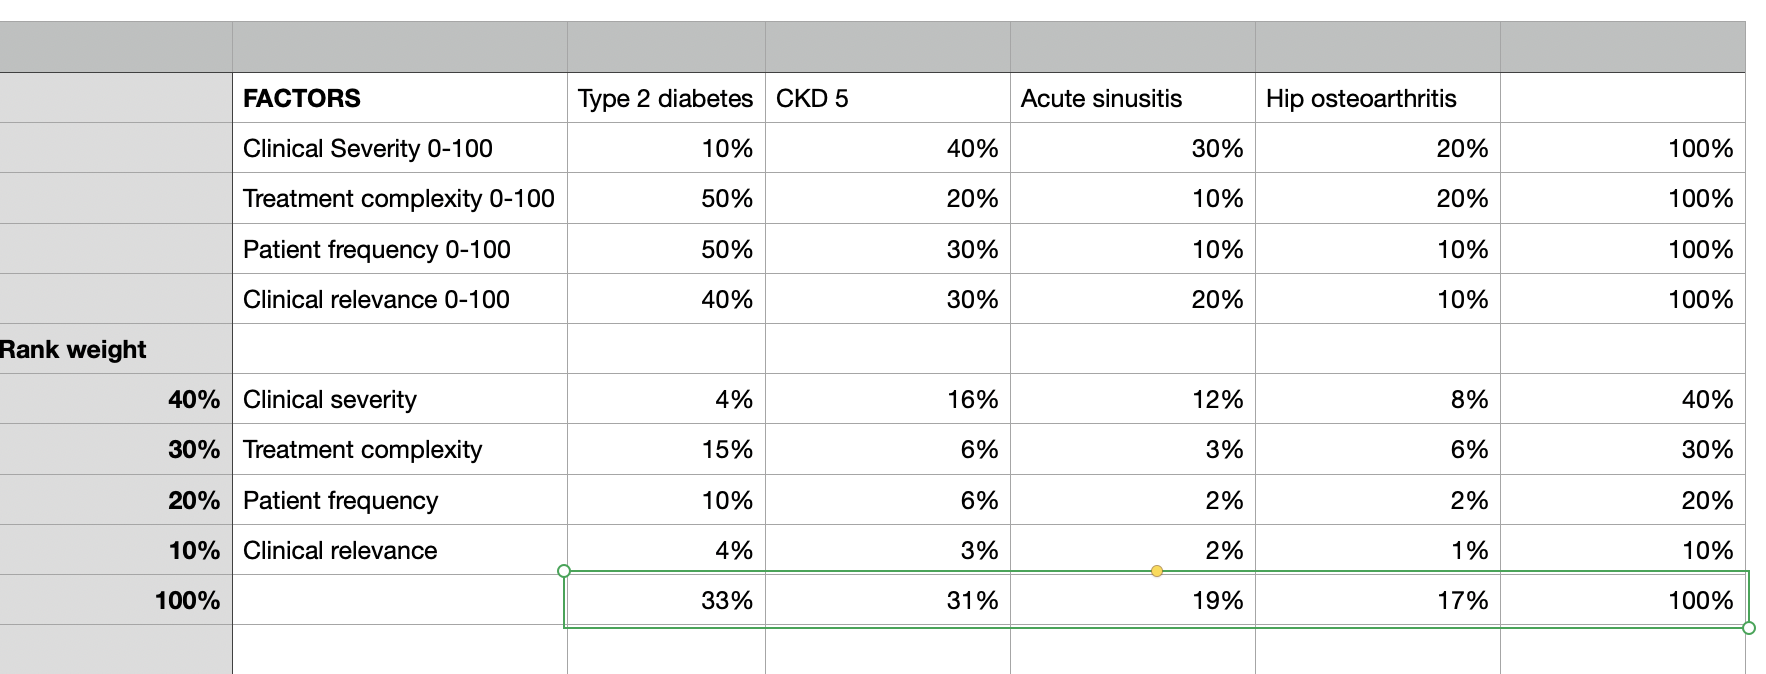 FACTORS Type 2 diabetes CKD 5 Acute sinusitis Hip osteoarthritis
Clinical Severity 0-100 10% 40% 30% 20% 100%
Treatment complexity 0-100 50% 20% 10% 20% 100%
Patient frequency 0-100 50% 30% 10% 10% 100%
Clinical relevance 0-100 40% 30% 20% 10% 100%
Rank weight
40% Clinical severity 4% 16% 12% 8% 40%
30% Treatment complexity 15% 6% 3% 6% 30%
20% Patient frequency 10% 6% 2% 2% 20%
10% Clinical relevance 4% 3% 2% 1% 10%
100% 33% 31% 19% 17% 100%